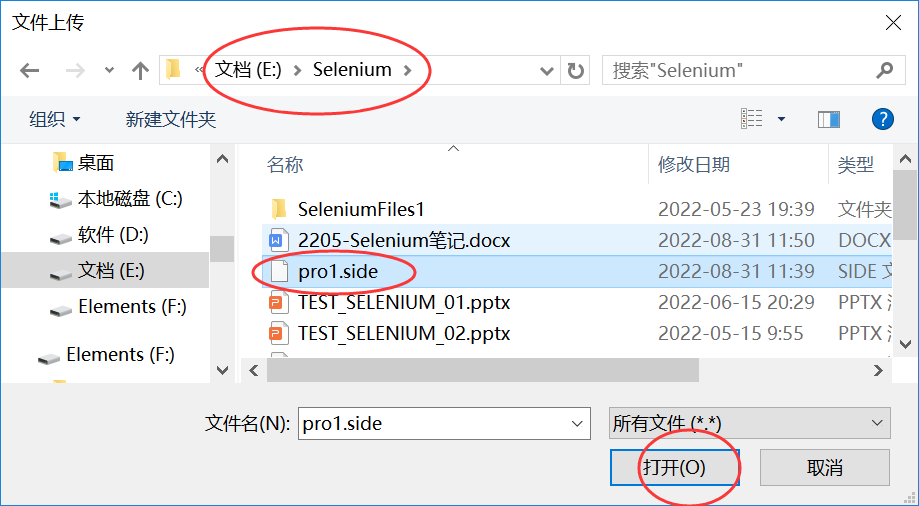 文件上传
« 文档 (E:) > Selenium >
搜索"Selenium"
组织
新建文件夹
桌面
本地磁盘 (C:)
软件 (D:)
文档 (E:)
Elements (F:)
Elements (F:)
名称 修改日期 类型
SeleniumFiles1 2022-05-23 19:39 文件夹
2205-Selenium笔记.docx 2022-08-31 11:50 DOCX
pro1.side 2022-08-31 11:39 SIDE 文
TEST_SELENIUM_01.pptx 2022-06-15 20:29 PPTX
TEST_SELENIUM_02.pptx 2022-05-15 9:55 PPTX
文件名(N): pro1.side 所有文件 (*.*)
打开(O) 取消